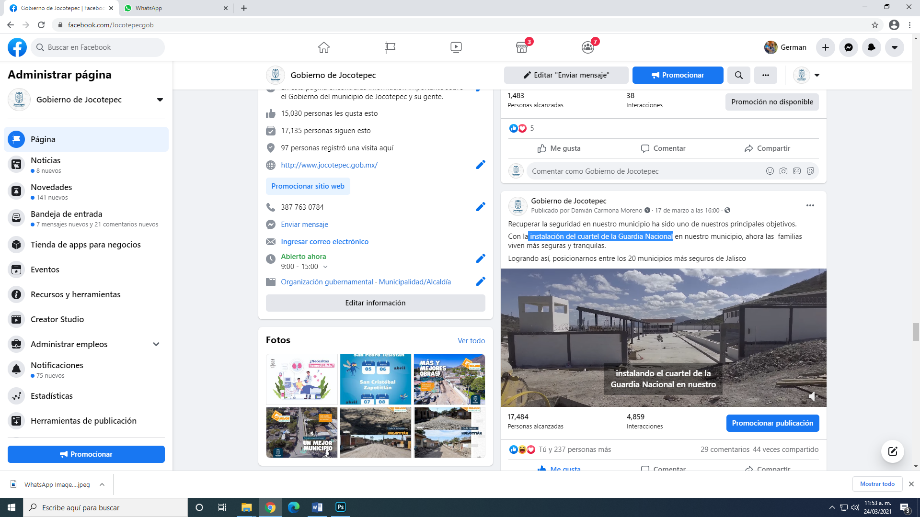 Gobierno de Jocotepec | Facebo
WhatsApp
facebook.com/Jocotepecgob
Buscar en Facebook
3
7
German
Administrar página
Gobierno de Jocotepec
Página
Noticias
8 nuevos
Novedades
141 nuevos
Bandeja de entrada
7 mensajes nuevos y 21 comentarios nuevos
Tienda de apps para negocios
Eventos
Recursos y herramientas
Creator Studio
Administrar empleos
Notificaciones
75 nuevos
Estadísticas
Herramientas de publicación
Promocionar
Gobierno de Jocotepec
Editar "Enviar mensaje"
Promocionar
el Gobierno del municipio de Jocotepec y su gente.
15,030 personas les gusta esto
17,135 personas siguen esto
97 personas registró una visita aquí
http://www.jocotepec.gob.mx/
Promocionar sitio web
387 763 0784
Enviar mensaje
Ingresar correo electrónico
Abierto ahora
9:00 - 15:00
Organización gubernamental · Municipalidad/Alcaldía
Editar información
Fotos
Ver todo
San Cristóbal
Zapotitlán
MÁS Y
MEJORES
OBRAS
UN MEJOR
MUNICIPIO
1,403
Personas alcanzadas
38
Interacciones
Promoción no disponible
5
Me gusta
Comentar
Compartir
Comentar como Gobierno de Jocotepec
Gobierno de Jocotepec
Publicado por Damián Carmona Moreno · 17 de marzo a las 16:00 ·
Recuperar la seguridad en nuestro municipio ha sido uno de nuestros principales objetivos.
Con la instalación del cuartel de la Guardia Nacional en nuestro municipio, ahora las familias
viven más seguras y tranquilas.
Logrando así, posicionarnos entre los 20 municipios más seguros de Jalisco
instalando el cuartel de la
Guardia Nacional en nuestro
17,484
Personas alcanzadas
4,859
Interacciones
Promocionar publicación
Tú y 237 personas más
29 comentarios 44 veces compartido
Me gusta
Comentar
Compartir
WhatsApp Image....jpeg
Mostrar todo
Escribe aquí para buscar
11:53 a. m.
24/03/2021